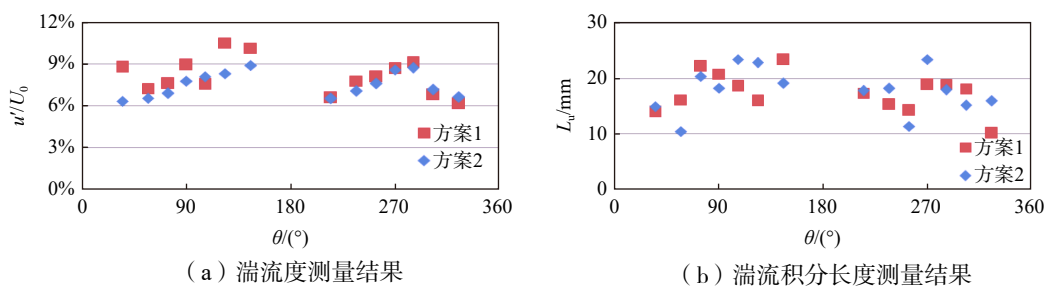 12%
9%
6%
3%
0%
u′/U₀
0
90
180
270
360
θ/(°)
方案1
方案2
（a）湍流度测量结果
30
20
10
0
Lᵤ/mm
0
90
180
270
360
θ/(°)
方案1
方案2
（b）湍流积分长度测量结果